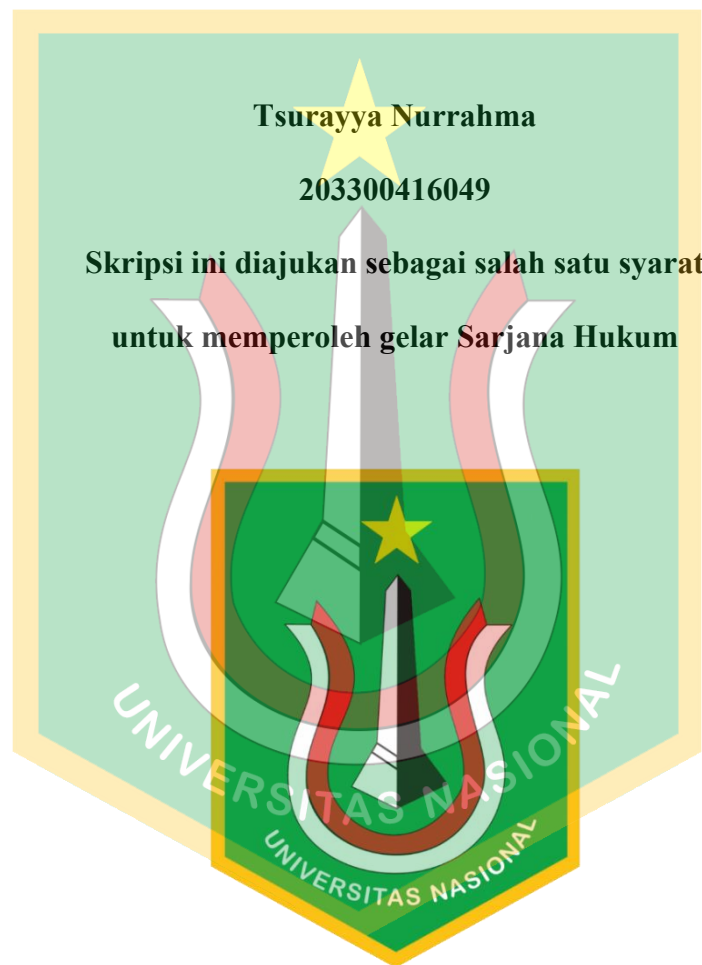 Tsurayya Nurrahma
203300416049
Skripsi ini diajukan sebagai salah satu syarat
untuk memperoleh gelar Sarjana Hukum
UNIVERSITAS NASIONAL
UNIVERSITAS NASIONAL